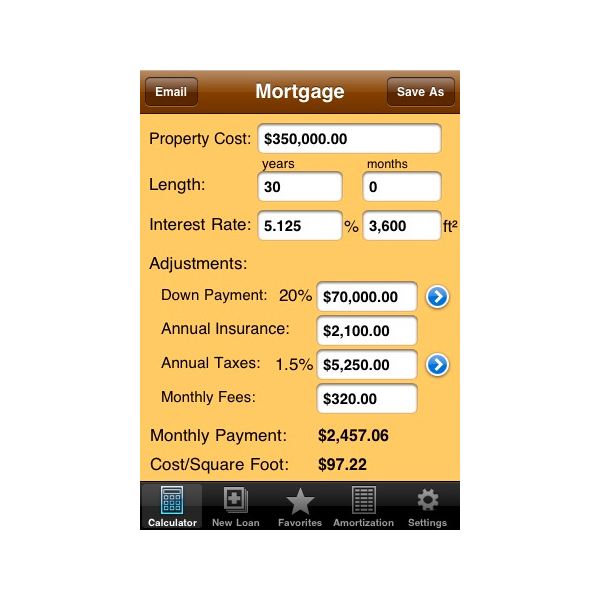 Email Mortgage Save As
Property Cost: $350,000.00
years months
Length: 30 0
Interest Rate: 5.125 % 3,600 ft²
Adjustments:
Down Payment: 20% $70,000.00
Annual Insurance: $2,100.00
Annual Taxes: 1.5% $5,250.00
Monthly Fees: $320.00
Monthly Payment: $2,457.06
Cost/Square Foot: $97.22
Calculator New Loan Favorites Amortization Settings